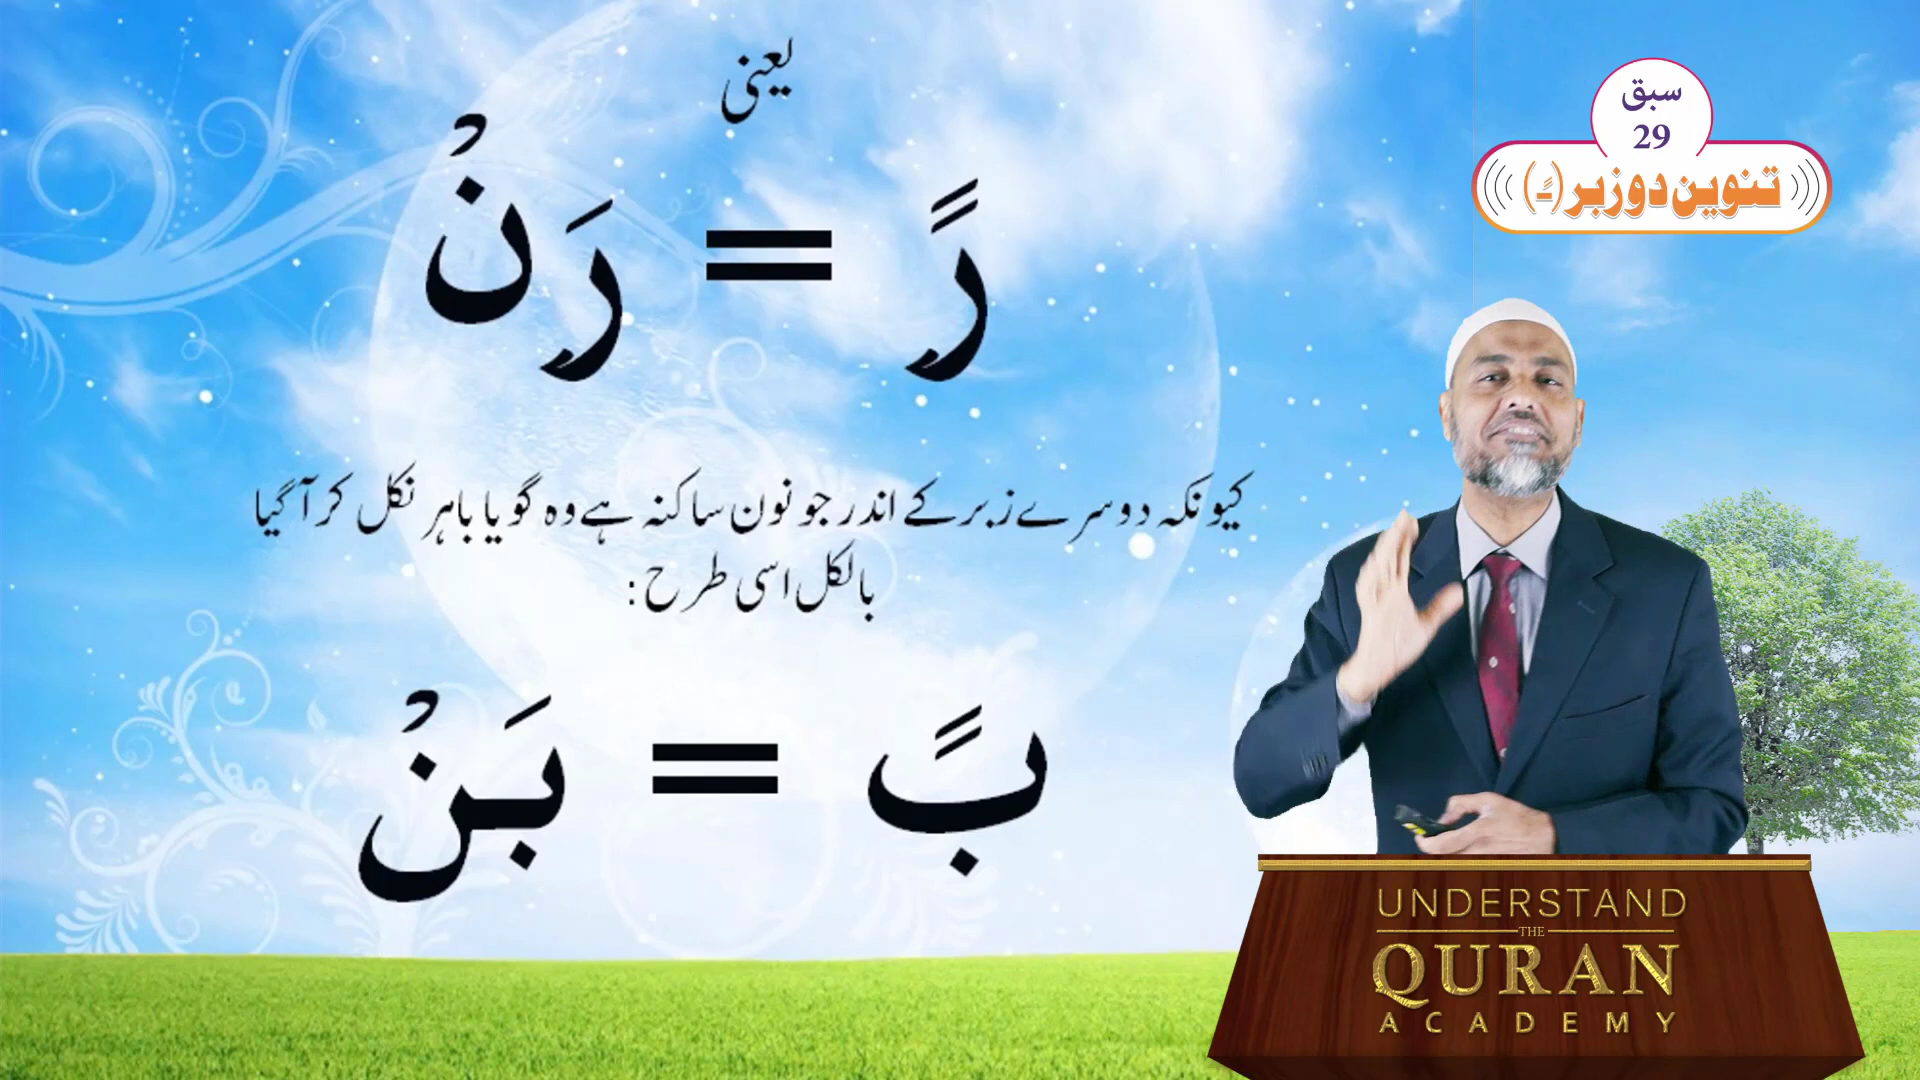 یعنی
رً = رَنْ
کیونکہ دوسرے زبر کے اندر جو نون ساکنہ ہے وہ گویا باہر نکل کر آ گیا
بالکل اسی طرح :
بً = بَنْ
سبق
29
تنوین دو زبر (ـً)
UNDERSTAND
THE
QURAN
ACADEMY